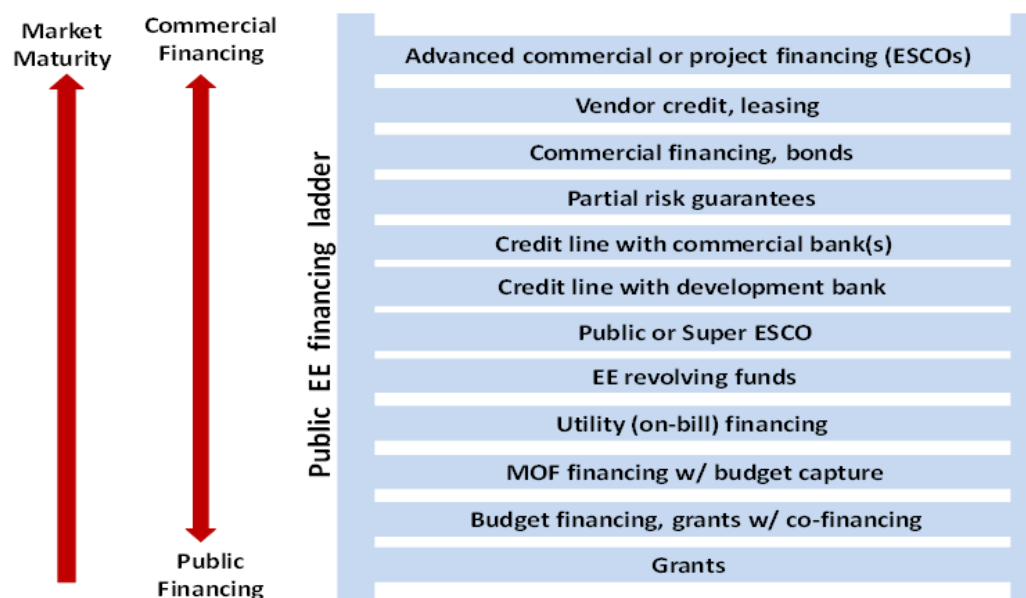 Market
Maturity
Commercial
Financing
Public
Financing
Public EE financing ladder
Advanced commercial or project financing (ESCOs)
Vendor credit, leasing
Commercial financing, bonds
Partial risk guarantees
Credit line with commercial bank(s)
Credit line with development bank
Public or Super ESCO
EE revolving funds
Utility (on-bill) financing
MOF financing w/ budget capture
Budget financing, grants w/ co-financing
Grants